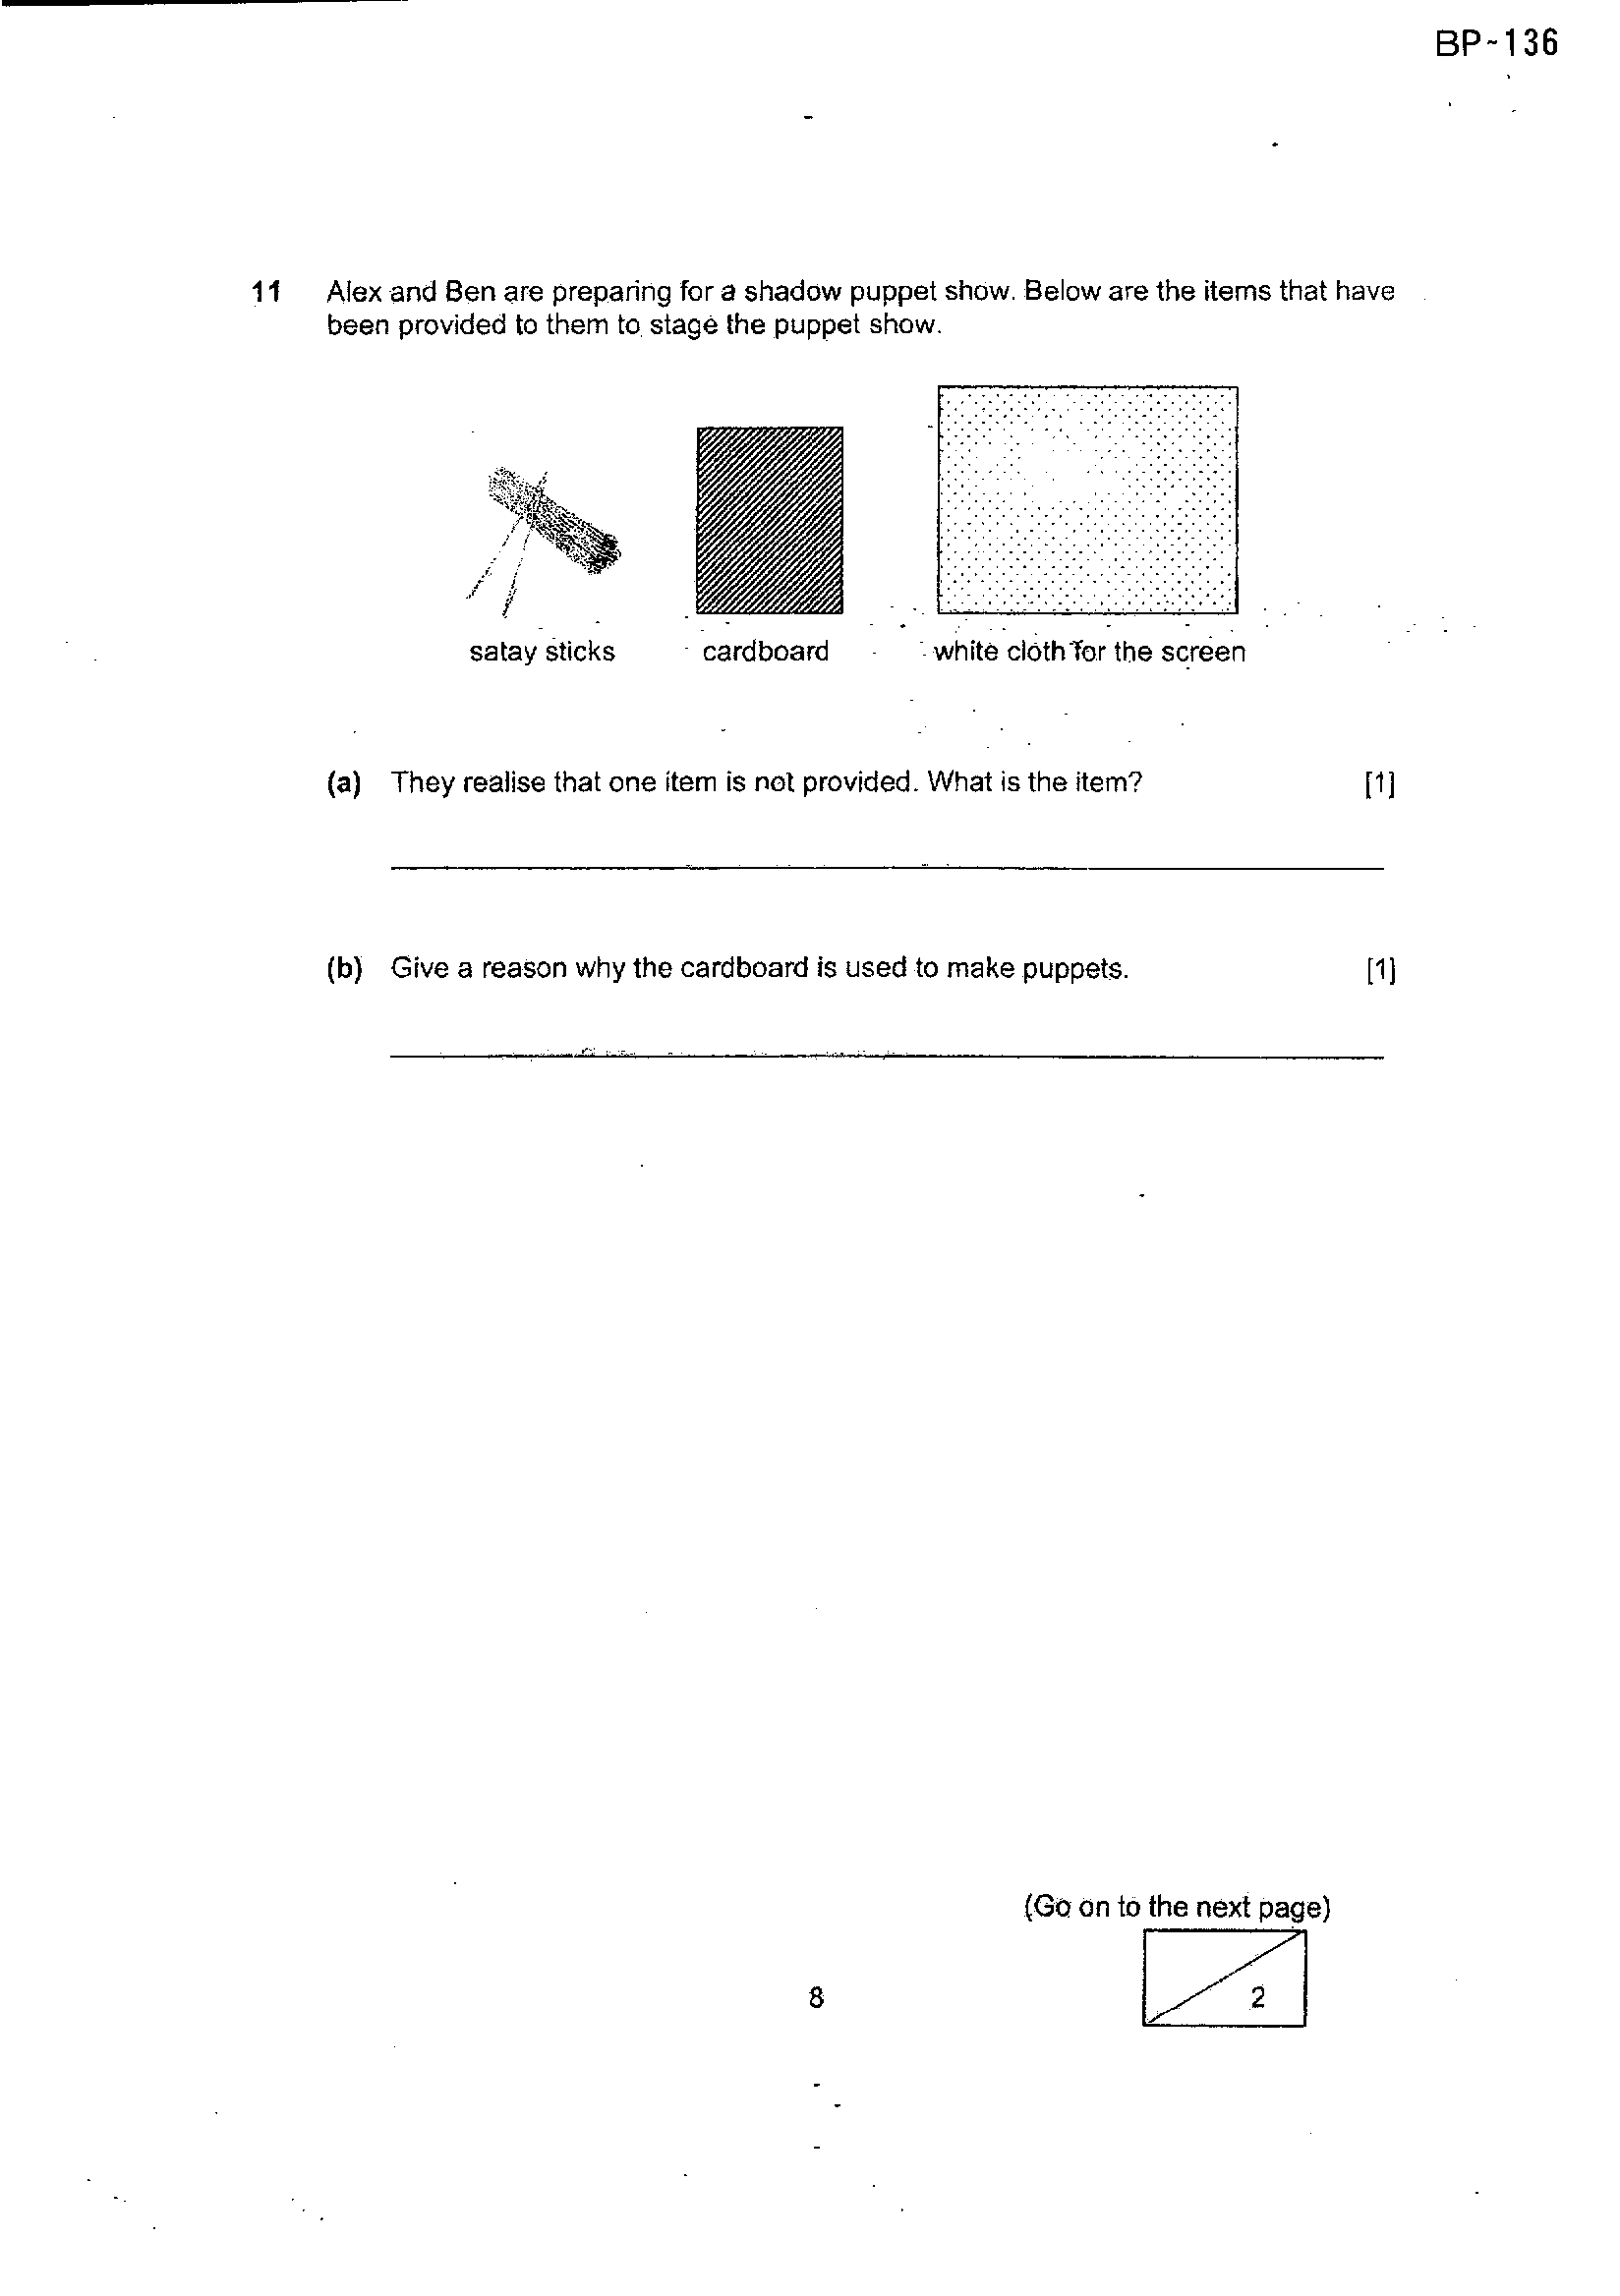 BP-136
11 Alex and Ben are preparing for a shadow puppet show. Below are the items that have
been provided to them to stage the puppet show.
satay sticks cardboard white cloth for the screen
(a) They realise that one item is not provided. What is the item? [1]
(b) Give a reason why the cardboard is used to make puppets. [1]
(Go on to the next page)
8 2